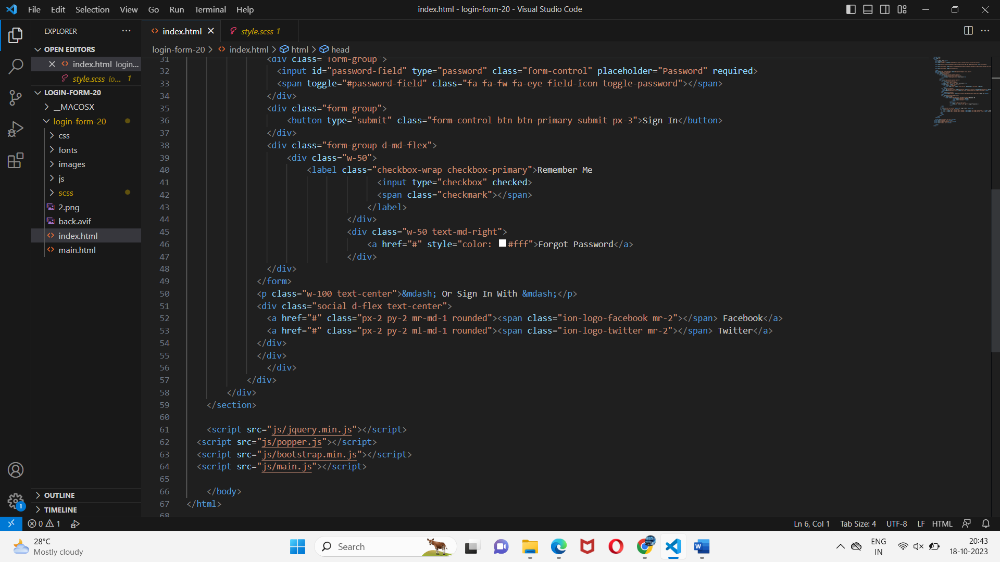 File Edit Selection View Go Run Terminal Help
index.html - login-form-20 - Visual Studio Code
EXPLORER
index.html
style.scss 1
OPEN EDITORS
login-form-20 > index.html > html > head
index.html login...
style.scss lo... 1
LOGIN-FORM-20
__MACOSX
login-form-20
css
fonts
images
js
scss
2.png
back.avif
index.html
main.html
OUTLINE
TIMELINE
31 <div class="form-group">
32 <input id="password-field" type="password" class="form-control" placeholder="Password" required>
33 <span toggle="#password-field" class="fa fa-fw fa-eye field-icon toggle-password"></span>
34 </div>
35 <div class="form-group">
36 <button type="submit" class="form-control btn btn-primary submit px-3">Sign In</button>
37 </div>
38 <div class="form-group d-md-flex">
39 <div class="w-50">
40 <label class="checkbox-wrap checkbox-primary">Remember Me
41 <input type="checkbox" checked>
42 <span class="checkmark"></span>
43 </label>
44 </div>
45 <div class="w-50 text-md-right">
46 <a href="#" style="color: #fff">Forgot Password</a>
47 </div>
48 </div>
49 </form>
50 <p class="w-100 text-center">&mdash; Or Sign In With &mdash;</p>
51 <div class="social d-flex text-center">
52 <a href="#" class="px-2 py-2 mr-md-1 rounded"><span class="ion-logo-facebook mr-2"></span> Facebook</a>
53 <a href="#" class="px-2 py-2 ml-md-1 rounded"><span class="ion-logo-twitter mr-2"></span> Twitter</a>
54 </div>
55 </div>
56 </div>
57 </div>
58 </div>
59 </section>
60
61 <script src="js/jquery.min.js"></script>
62 <script src="js/popper.js"></script>
63 <script src="js/bootstrap.min.js"></script>
64 <script src="js/main.js"></script>
65
66 </body>
67 </html>
68
1
0 1
Ln 6, Col 1 Tab Size: 4 UTF-8 LF HTML
28°C
Mostly cloudy
Search
ENG
IN
20:43
18-10-2023